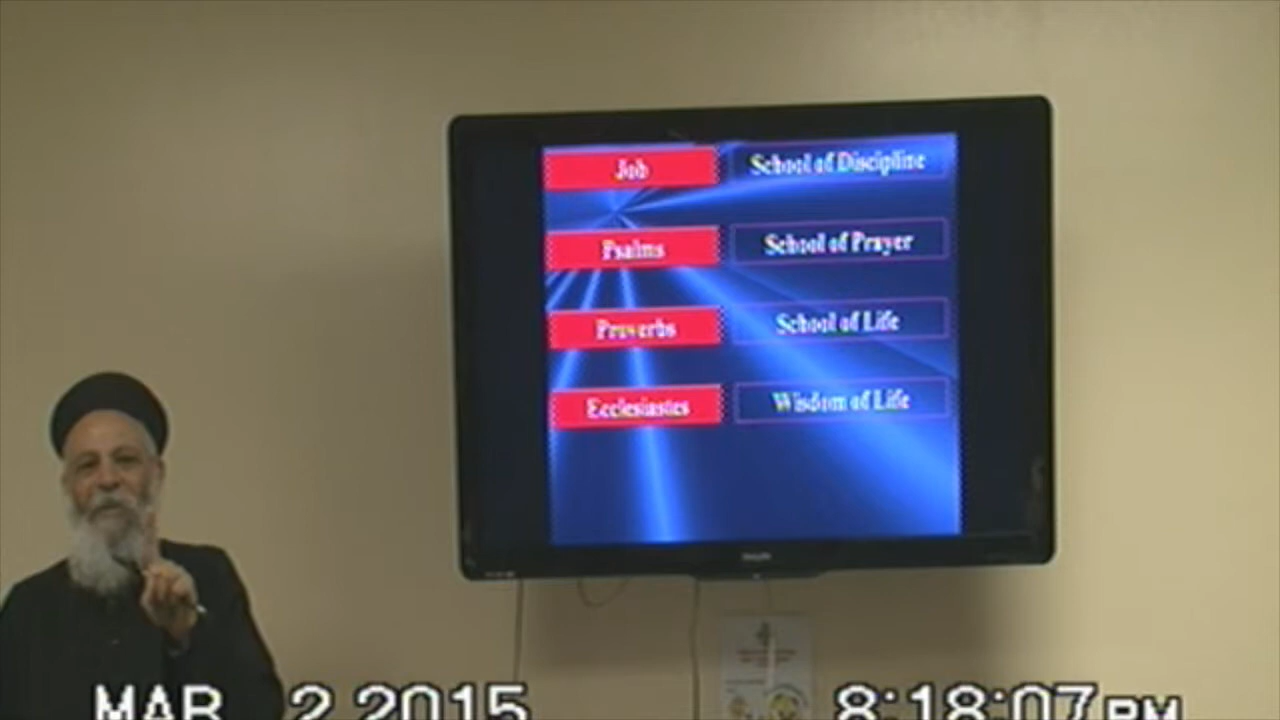 Job School of Discipline
Psalms School of Prayer
Proverbs School of Life
Ecclesiastes Wisdom of Life
PHILIPS
MAR 2 2015 8:18:07 PM